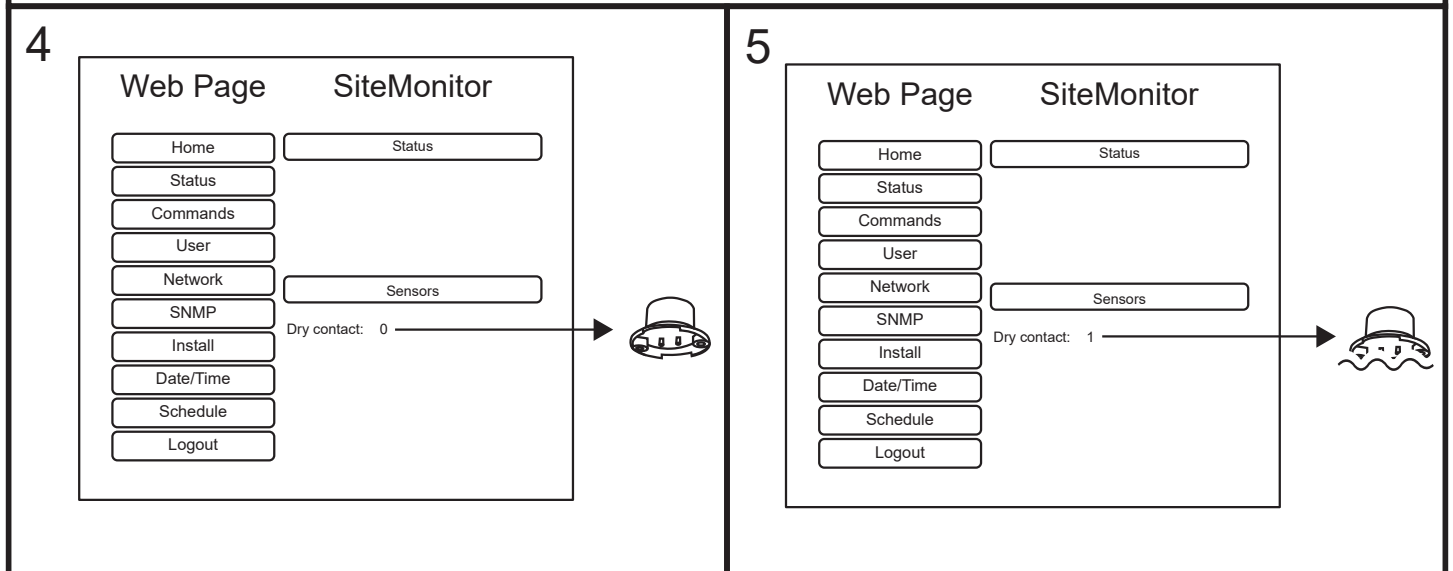 4
Web Page SiteMonitor
Home Status
Status
Commands
User
Network
Sensors
SNMP
Dry contact: 0
Install
Date/Time
Schedule
Logout
5
Web Page SiteMonitor
Home Status
Status
Commands
User
Network
Sensors
SNMP
Dry contact: 1
Install
Date/Time
Schedule
Logout